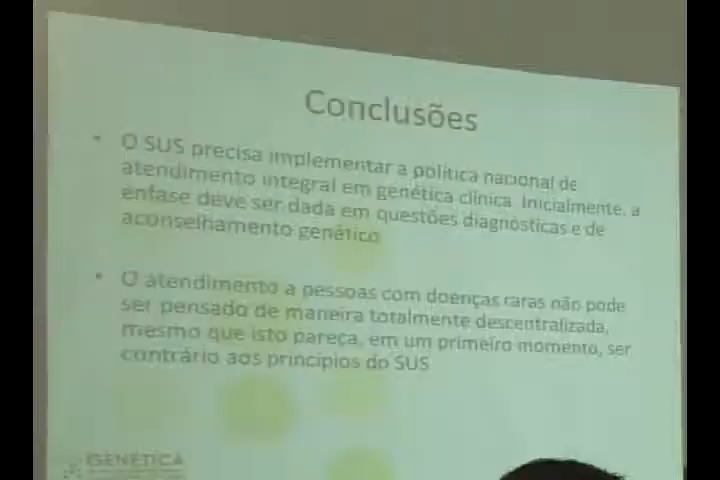 Conclusões
• O SUS precisa implementar a política nacional de
atendimento integral em genética clínica. Inicialmente, a
ênfase deve ser dada em questões diagnósticas e de
aconselhamento genético
• O atendimento a pessoas com doenças raras não pode
ser pensado de maneira totalmente descentralizada,
mesmo que isto pareça, em um primeiro momento, ser
contrário aos princípios do SUS
IGENÉTICA